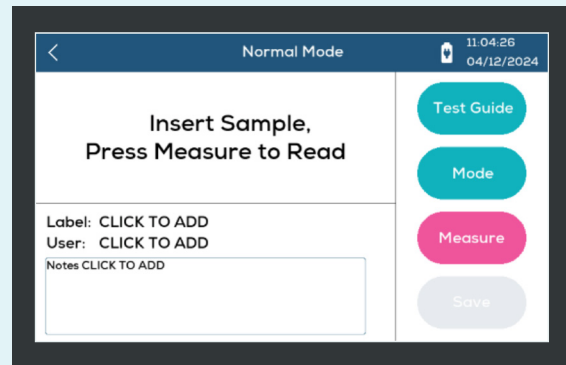 Normal Mode
11:04:26
04/12/2024
Insert Sample,
Press Measure to Read
Label: CLICK TO ADD
User: CLICK TO ADD
Notes CLICK TO ADD
Test Guide
Mode
Measure
Save